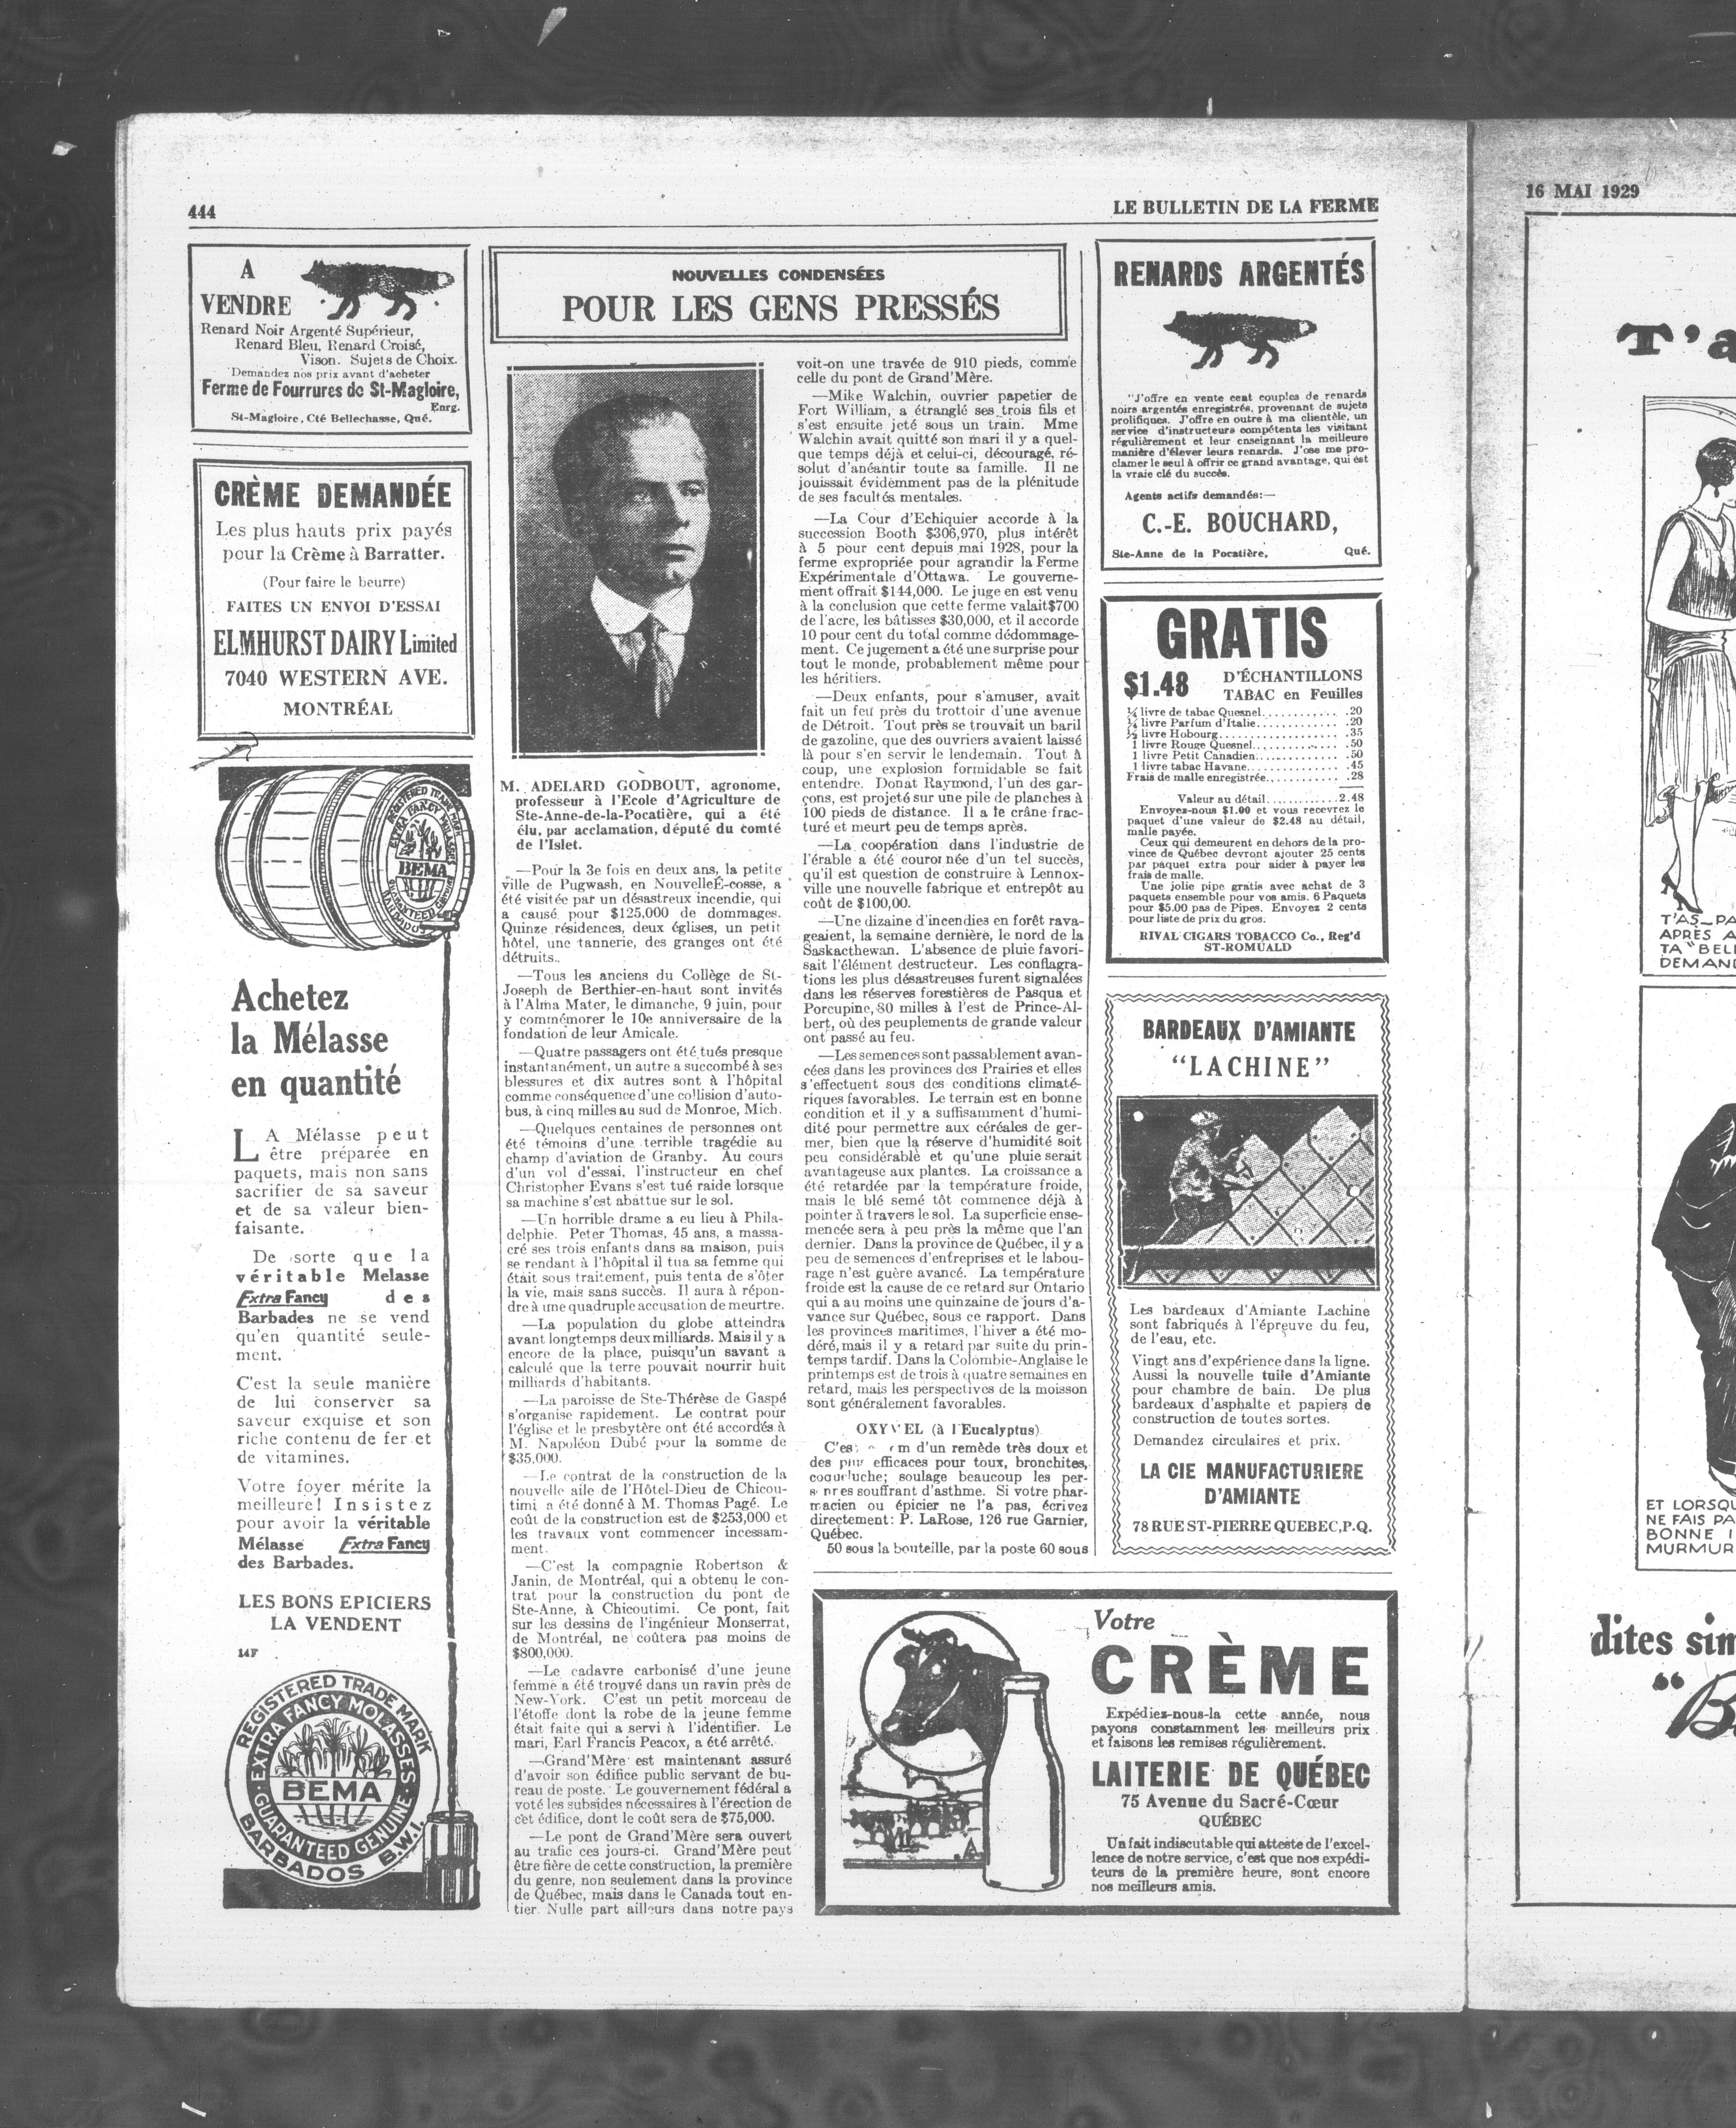 444
LE BULLETIN DE LA FERME
A
VENDRE
Renard Noir Argenté Supérieur,
Renard Bleu, Renard Croisé,
Vison. Sujets de Choix.
Demandez nos prix avant d'acheter
Ferme de Fourrures de St-Magloire,
Enrg.
St-Magloire, Cté Bellechasse, Qué.
CRÈME DEMANDÉE
Les plus hauts prix payés
pour la Crème à Barratter.
(Pour faire le beurre)
FAITES UN ENVOI D'ESSAI
ELMHURST DAIRY Limited
7040 WESTERN AVE.
MONTRÉAL
REGISTERED TRADE MARK
EXTRA FANCY MOLASSES
BEMA
GUARANTEED GENUINE
BARBADOS
Achetez
la Mélasse
en quantité
LA Mélasse peut
être préparée en
paquets, mais non sans
sacrifier de sa saveur
et de sa valeur bien-
faisante.
De sorte que la
véritable Melasse
Extra Fancy des
Barbades ne se vend
qu'en quantité seule-
ment.
C'est la seule manière
de lui conserver sa
saveur exquise et son
riche contenu de fer et
de vitamines.
Votre foyer mérite la
meilleure! Insistez
pour avoir la véritable
Mélasse Extra Fancy
des Barbades.
LES BONS EPICIERS
LA VENDENT
14F
REGISTERED TRADE MARK
EXTRA FANCY MOLASSES
BEMA
GUARANTEED GENUINE
BARBADOS B.W.I.
NOUVELLES CONDENSÉES
POUR LES GENS PRESSÉS
M. ADELARD GODBOUT, agronome,
professeur à l'Ecole d'Agriculture de
Ste-Anne-de-la-Pocatière, qui a été
élu, par acclamation, député du comté
de l'Islet.
—Pour la 3e fois en deux ans, la petite
ville de Pugwash, en NouvelleÉ-cosse, a
été visitée par un désastreux incendie, qui
a causé pour $125,000 de dommages.
Quinze résidences, deux églises, un petit
hôtel, une tannerie, des granges ont été
détruits..
—Tous les anciens du Collège de St-
Joseph de Berthier-en-haut sont invités
à l'Alma Mater, le dimanche, 9 juin, pour
y commémorer le 10e anniversaire de la
fondation de leur Amicale.
—Quatre passagers ont été tués presque
instantanément, un autre a succombé à ses
blessures et dix autres sont à l'hôpital
comme conséquence d'une collision d'auto-
bus, à cinq milles au sud de Monroe, Mich.
—Quelques centaines de personnes ont
été témoins d'une terrible tragédie au
champ d'aviation de Granby. Au cours
d'un vol d'essai, l'instructeur en chef
Christopher Evans s'est tué raide lorsque
sa machine s'est abattue sur le sol.
—Un horrible drame a eu lieu à Phila-
delphie. Peter Thomas, 45 ans, a massa-
cré ses trois enfants dans sa maison, puis
se rendant à l'hôpital il tua sa femme qui
était sous traitement, puis tenta de s'ôter
la vie, mais sans succès. Il aura à répon-
dre à une quadruple accusation de meurtre.
—La population du globe atteindra
avant longtemps deux milliards. Mais il y a
encore de la place, puisqu'un savant a
calculé que la terre pouvait nourrir huit
milliards d'habitants.
—La paroisse de Ste-Thérèse de Gaspé
s'organise rapidement. Le contrat pour
l'église et le presbytère ont été accordés à
M. Napoléon Dubé pour la somme de
$35,000.
—Le contrat de la construction de la
nouvelle aile de l'Hôtel-Dieu de Chicou-
timi a été donné à M. Thomas Pagé. Le
coût de la construction est de $253,000 et
les travaux vont commencer incessam-
ment.
—C'est la compagnie Robertson &
Janin, de Montréal, qui a obtenu le con-
trat pour la construction du pont de
Ste-Anne, à Chicoutimi. Ce pont, fait
sur les dessins de l'ingénieur Monserrat,
de Montréal, ne coûtera pas moins de
$800,000.
—Le cadavre carbonisé d'une jeune
femme a été trouvé dans un ravin près de
New-York. C'est un petit morceau de
l'étoffe dont la robe de la jeune femme
était faite qui a servi à l'identifier. Le
mari, Earl Francis Peacox, a été arrêté.
—Grand'Mère est maintenant assuré
d'avoir son édifice public servant de bu-
reau de poste. Le gouvernement fédéral a
voté les subsides nécessaires à l'érection de
cet édifice, dont le coût sera de $75,000.
—Le pont de Grand'Mère sera ouvert
au trafic ces jours-ci. Grand'Mère peut
être fière de cette construction, la première
du genre, non seulement dans la province
de Québec, mais dans le Canada tout en-
tier. Nulle part ailleurs dans notre pays
voit-on une travée de 910 pieds, comme
celle du pont de Grand'Mère.
—Mike Walchin, ouvrier papetier de
Fort William, a étranglé ses trois fils et
s'est ensuite jeté sous un train. Mme
Walchin avait quitté son mari il y a quel-
que temps déjà et celui-ci, découragé, ré-
solut d'anéantir toute sa famille. Il ne
jouissait évidemment pas de la plénitude
de ses facultés mentales.
—La Cour d'Echiquier accorde à la
succession Booth $306,970, plus intérêt
à 5 pour cent depuis mai 1928, pour la
ferme expropriée pour agrandir la Ferme
Expérimentale d'Ottawa. Le gouverne-
ment offrait $144,000. Le juge en est venu
à la conclusion que cette ferme valait $700
de l'acre, les bâtisses $30,000, et il accorde
10 pour cent du total comme dédommage-
ment. Ce jugement a été une surprise pour
tout le monde, probablement même pour
les héritiers.
—Deux enfants, pour s'amuser, avait
fait un feu près du trottoir d'une avenue
de Détroit. Tout près se trouvait un baril
de gazoline, que des ouvriers avaient laissé
là pour s'en servir le lendemain. Tout à
coup, une explosion formidable se fait
entendre. Donat Raymond, l'un des gar-
çons, est projeté sur une pile de planches à
100 pieds de distance. Il a le crâne frac-
turé et meurt peu de temps après.
—La coopération dans l'industrie de
l'érable a été couronnée d'un tel succès,
qu'il est question de construire à Lennox-
ville une nouvelle fabrique et entrepôt au
coût de $100,00.
—Une dizaine d'incendies en forêt rava-
geaient, la semaine dernière, le nord de la
Saskacthewan. L'absence de pluie favori-
sait l'élément destructeur. Les conflagra-
tions les plus désastreuses furent signalées
dans les réserves forestières de Pasqua et
Porcupine, 80 milles à l'est de Prince-Al-
bert, où des peuplements de grande valeur
ont passé au feu.
—Les semences sont passablement avan-
cées dans les provinces des Prairies et elles
s'effectuent sous des conditions climaté-
riques favorables. Le terrain est en bonne
condition et il y a suffisamment d'humi-
dité pour permettre aux céréales de ger-
mer, bien que la réserve d'humidité soit
peu considérable et qu'une pluie serait
avantageuse aux plantes. La croissance a
été retardée par la température froide,
mais le blé semé tôt commence déjà à
pointer à travers le sol. La superficie ense-
mencée sera à peu près la même que l'an
dernier. Dans la province de Québec, il y a
peu de semences d'entreprises et le labou-
rage n'est guère avancé. La température
froide est la cause de ce retard sur Ontario
qui a au moins une quinzaine de jours d'a-
vance sur Québec, sous ce rapport. Dans
les provinces maritimes, l'hiver a été mo-
déré, mais il y a retard par suite du prin-
temps tardif. Dans la Colombie-Anglaise le
printemps est de trois à quatre semaines en
retard, mais les perspectives de la moisson
sont généralement favorables.
(à l'Eucalyptus)
d'un remède très doux et
des plus efficaces pour toux, bronchites,
coqueluche; soulage beaucoup les per-
souffrant d'asthme. Si votre phar-
macien ou épicier ne l'a pas, écrivez
directement: P. LaRose, 126 rue Garnier,
Québec.
50 sous la bouteille, par la poste 60 sous
RENARDS ARGENTÉS
"J'offre en vente cent couples de renards
noirs argentés enregistrés, provenant de sujets
prolifiques. J'offre en outre à ma clientèle, un
service d'instructeurs compétents les visitant
régulièrement et leur enseignant la meilleure
manière d'élever leurs renards. J'ose me pro-
clamer le seul à offrir ce grand avantage, qui est
la vraie clé du succès.
Agents actifs demandés:—
C.-E. BOUCHARD,
Ste-Anne de la Pocatière, Qué.
GRATIS
$1.48 D'ÉCHANTILLONS
TABAC en Feuilles
livre de tabac Quesnel........... .20
livre Parfum d'Italie............ .20
½ livre Hobourg.................. .35
1 livre Rouge Quesnel............ .50
1 livre Petit Canadien........... .50
1 livre tabac Havane............. .45
Frais de malle enregistrée....... .28
Valeur au détail............2.48
Envoyez-nous $1.00 et vous recevrez le
paquet d'une valeur de $2.48 au détail,
malle payée.
Ceux qui demeurent en dehors de la pro-
vince de Québec devront ajouter 25 cents
par paquet extra pour aider à payer les
frais de malle.
Une jolie pipe gratis avec achat de 3
paquets ensemble pour vos amis. 6 Paquets
pour $5.00 pas de Pipes. Envoyez 2 cents
pour liste de prix du gros.
RIVAL CIGARS TOBACCO Co., Reg'd
ST-ROMUALD
BARDEAUX D'AMIANTE
"LACHINE"
Les bardeaux d'Amiante Lachine
sont fabriqués à l'épreuve du feu,
de l'eau, etc.
Vingt ans d'expérience dans la ligne.
Aussi la nouvelle tuile d'Amiante
pour chambre de bain. De plus
bardeaux d'asphalte et papiers de
construction de toutes sortes.
Demandez circulaires et prix.
LA CIE MANUFACTURIERE
D'AMIANTE
78 RUE ST-PIERRE QUEBEC, P.Q.
Votre
CRÈME
Expédiez-nous-la cette année, nous
payons constamment les meilleurs prix
et faisons les remises régulièrement.
LAITERIE DE QUÉBEC
75 Avenue du Sacré-Cœur
QUÉBEC
Un fait indiscutable qui atteste de l'excel-
lence de notre service, c'est que nos expédi-
teurs de la première heure, sont encore
nos meilleurs amis.
16 MAI 1929
T'a
T'AS PA
APRÈS A
TA "BELL
DEMAND
ET LORSQU
NE FAIS PA
BONNE I
MURMUR
dites sim
"B